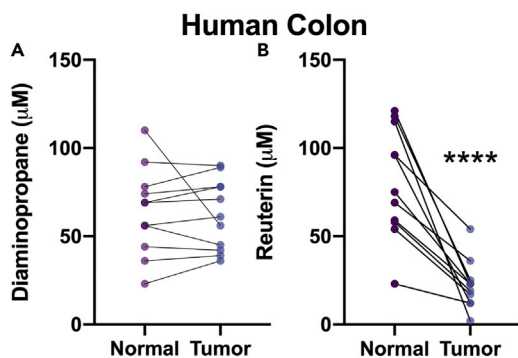 Human Colon
A
B
Diaminopropane (μM)
150
100
50
0
Normal Tumor
Reuterin (μM)
150
100
50
0
****
Normal Tumor